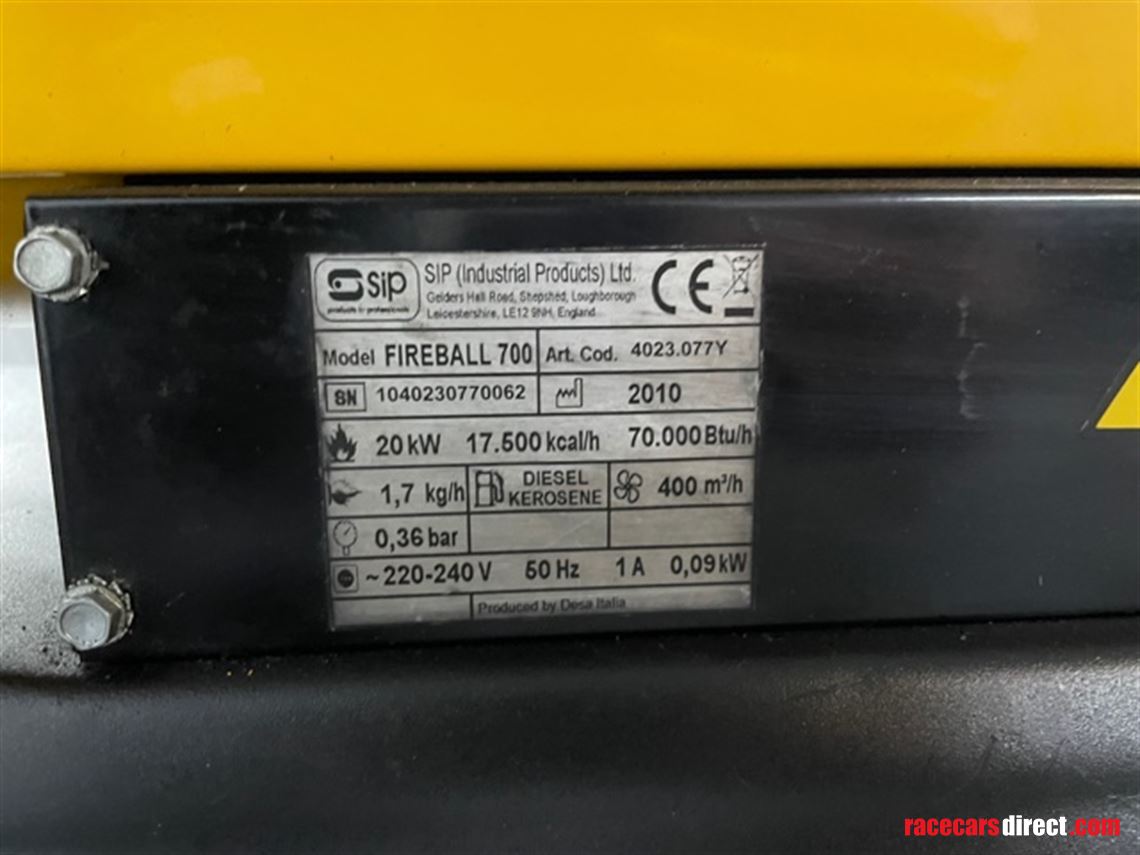 Sip
products for professionals
SIP (Industrial Products) Ltd.
Gelders Hall Road, Shepshed, Loughborough
Leicestershire, LE12 9NH, England
CE
Model FIREBALL 700
Art. Cod. 4023.077Y
SN 1040230770062
2010
20 kW 17.500 kcal/h 70.000 Btu/h
1,7 kg/h
DIESEL
KEROSENE
400 m³/h
0,36 bar
~ 220-240 V 50 Hz 1 A 0,09 kW
Produced by Desa Italia
racecarsdirect.com